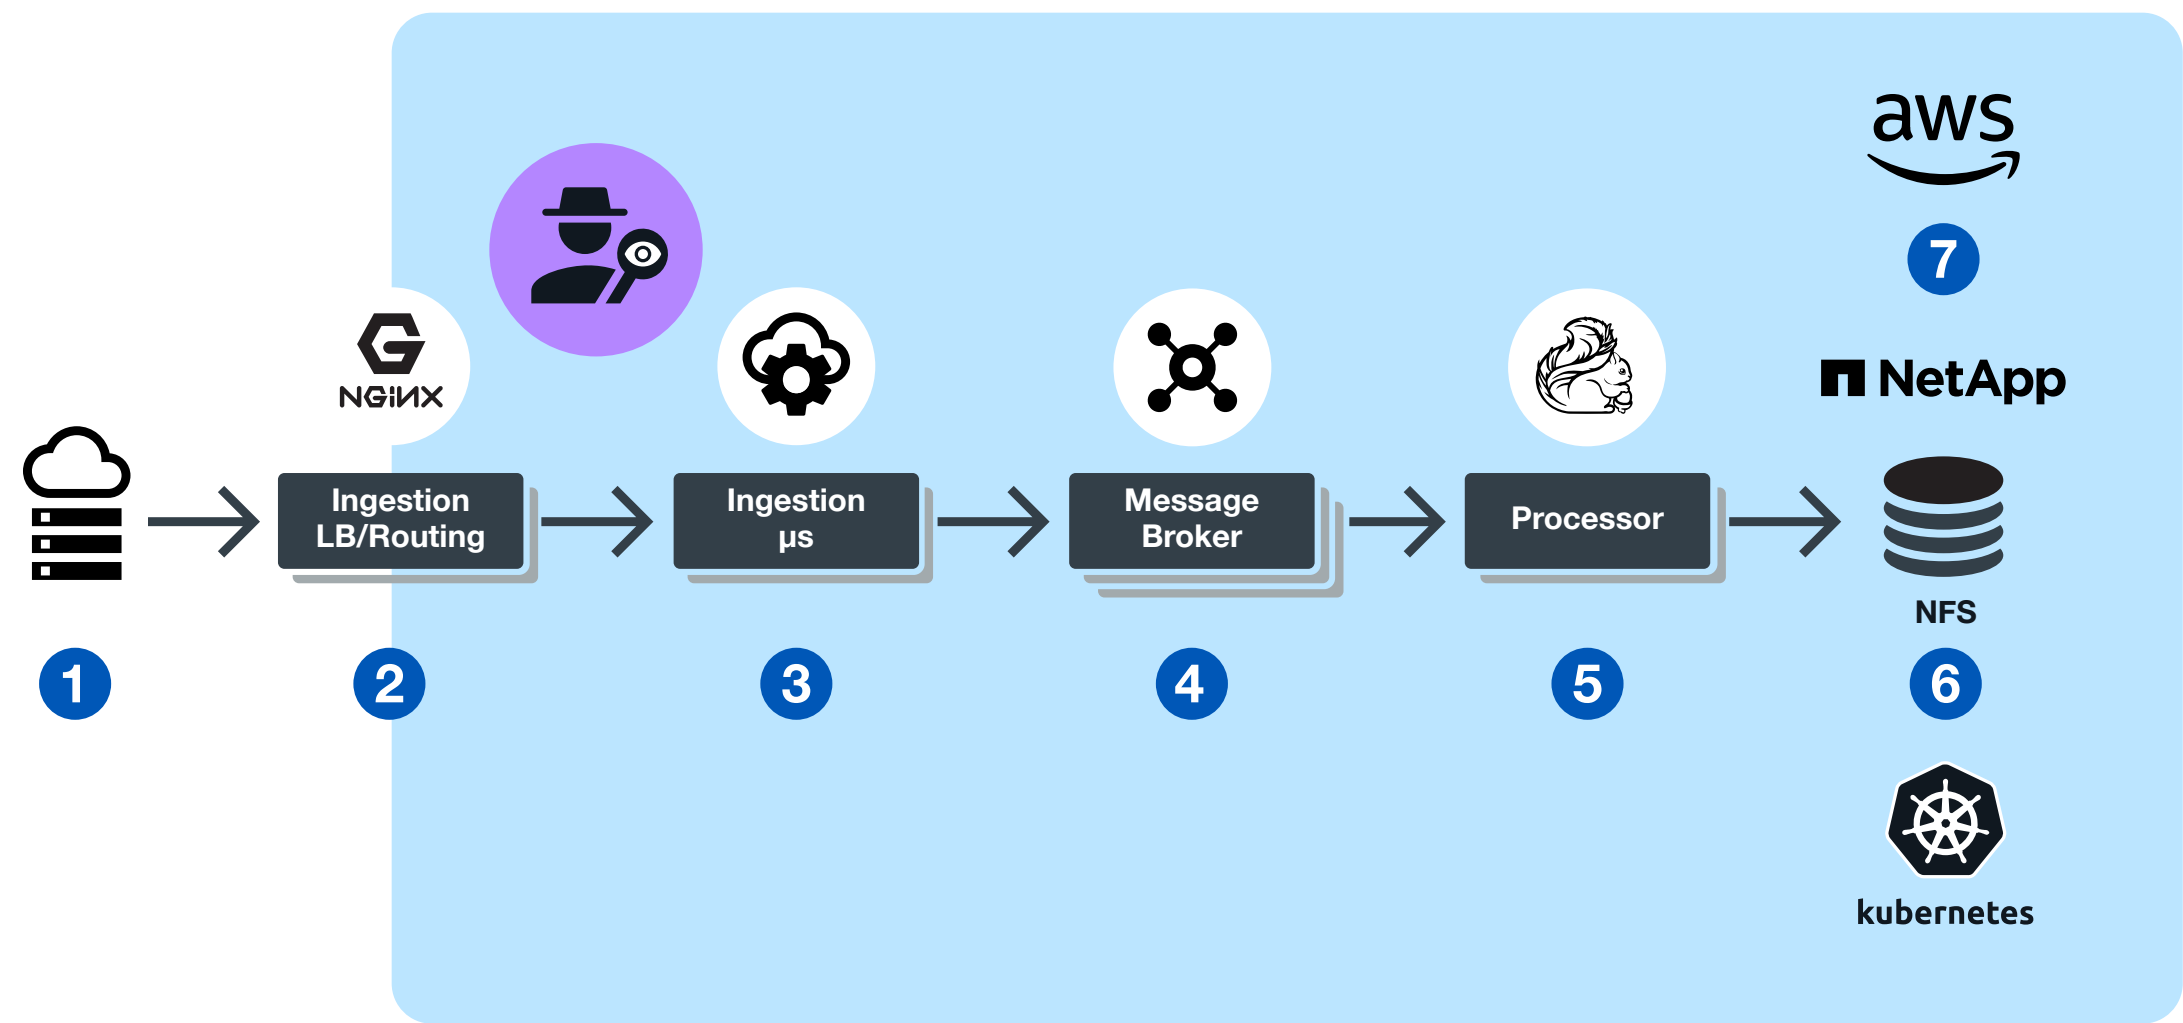 aws
7
NGINX
NetApp
Ingestion
LB/Routing
Ingestion
µs
Message
Broker
Processor
NFS
1
2
3
4
5
6
kubernetes